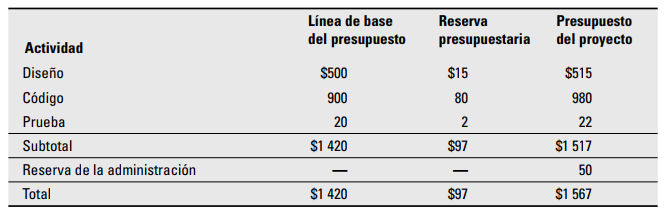 Actividad Línea de base del presupuesto Reserva presupuestaria Presupuesto del proyecto
Diseño $500 $15 $515
Código 900 80 980
Prueba 20 2 22
Subtotal $1 420 $97 $1 517
Reserva de la administración — — 50
Total $1 420 $97 $1 567